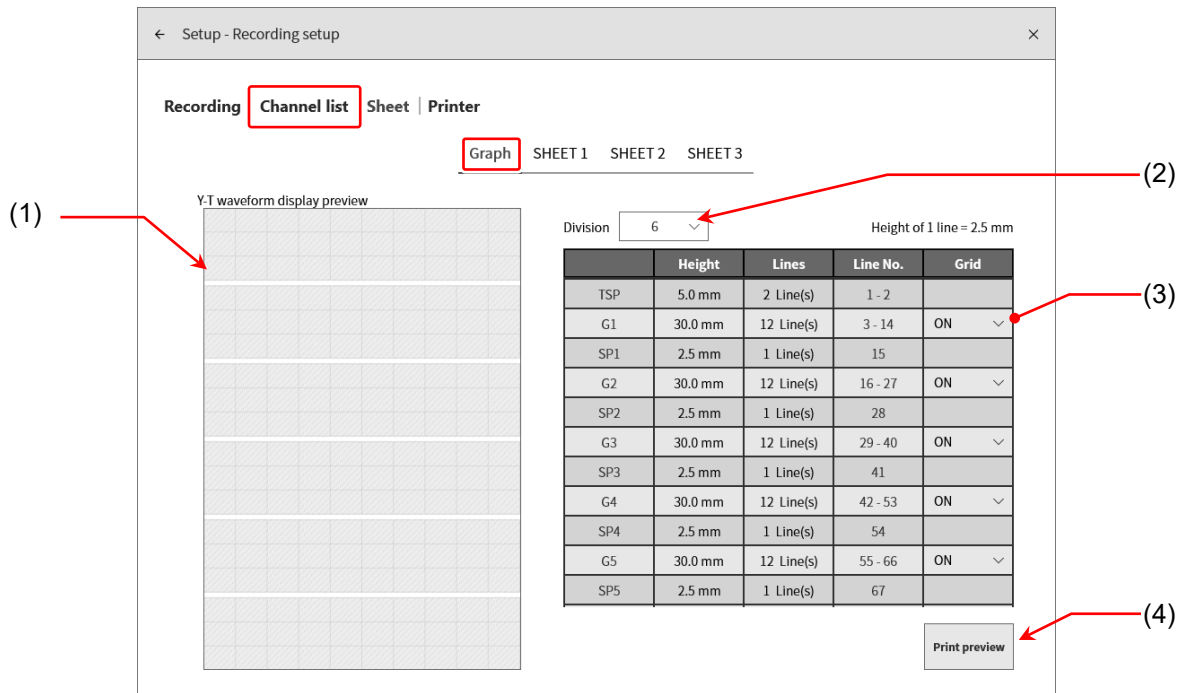 ← Setup - Recording setup ×
Recording Channel list Sheet | Printer
Graph SHEET 1 SHEET 2 SHEET 3
(1)
Y-T waveform display preview
(2)
Division 6 Height of 1 line = 2.5 mm
Height Lines Line No. Grid
TSP 5.0 mm 2 Line(s) 1 - 2
(3)
G1 30.0 mm 12 Line(s) 3 - 14 ON
SP1 2.5 mm 1 Line(s) 15
G2 30.0 mm 12 Line(s) 16 - 27 ON
SP2 2.5 mm 1 Line(s) 28
G3 30.0 mm 12 Line(s) 29 - 40 ON
SP3 2.5 mm 1 Line(s) 41
G4 30.0 mm 12 Line(s) 42 - 53 ON
SP4 2.5 mm 1 Line(s) 54
G5 30.0 mm 12 Line(s) 55 - 66 ON
SP5 2.5 mm 1 Line(s) 67
(4)
Print preview